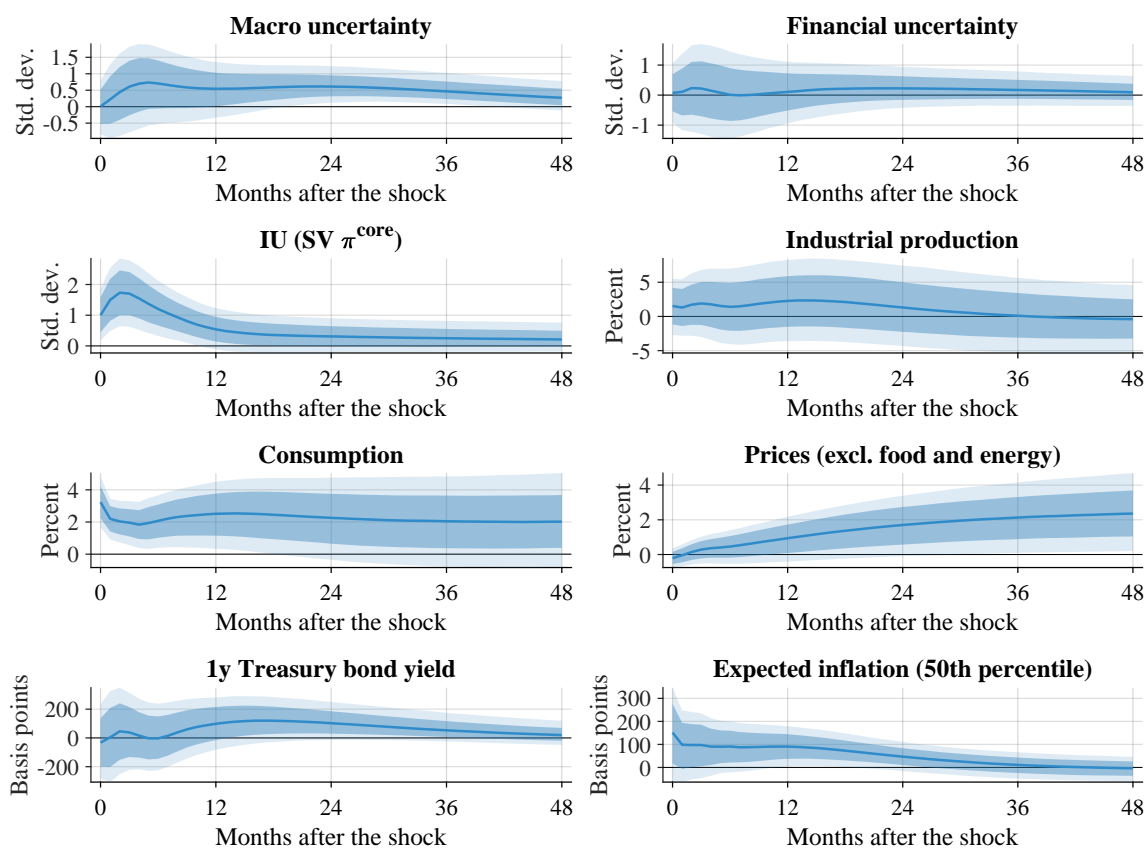 Macro uncertainty
Std. dev.
1.5
1
0.5
0
-0.5
0 12 24 36 48
Months after the shock
Financial uncertainty
Std. dev.
1
0
-1
0 12 24 36 48
Months after the shock
IU (SV π^core)
Std. dev.
2
1
0
0 12 24 36 48
Months after the shock
Industrial production
Percent
5
0
-5
0 12 24 36 48
Months after the shock
Consumption
Percent
4
2
0
0 12 24 36 48
Months after the shock
Prices (excl. food and energy)
Percent
4
2
0
0 12 24 36 48
Months after the shock
1y Treasury bond yield
Basis points
200
0
-200
0 12 24 36 48
Months after the shock
Expected inflation (50th percentile)
Basis points
300
200
100
0
0 12 24 36 48
Months after the shock